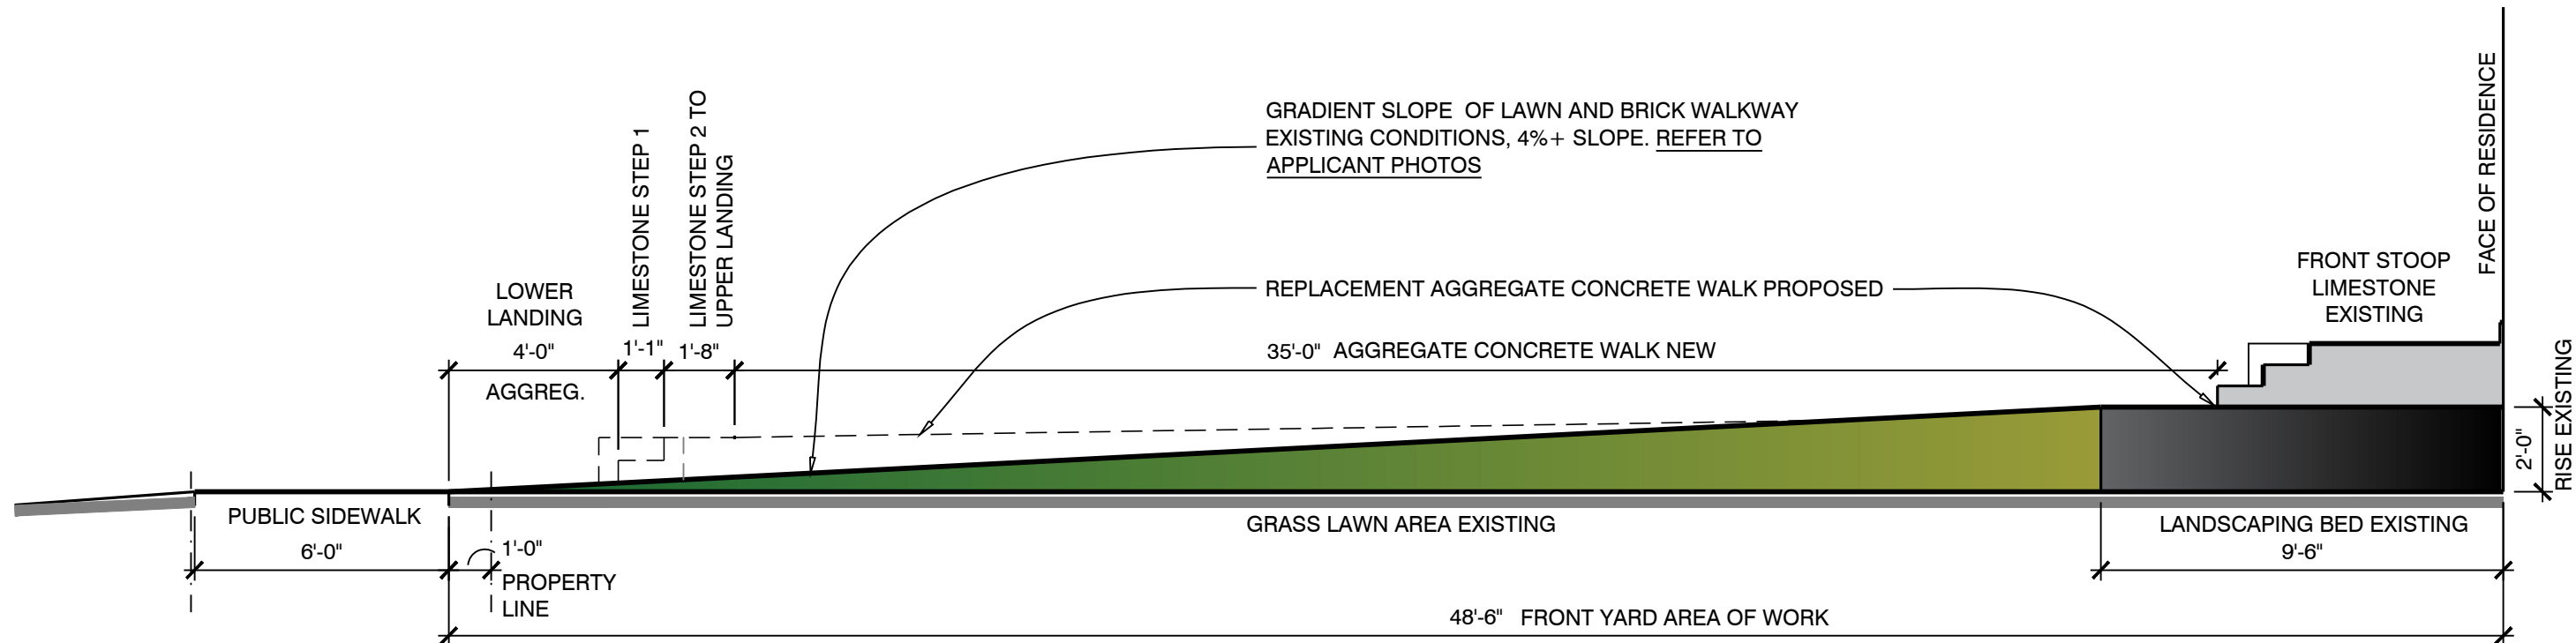 GRADIENT SLOPE OF LAWN AND BRICK WALKWAY
EXISTING CONDITIONS, 4%+ SLOPE. REFER TO
APPLICANT PHOTOS
FACE OF RESIDENCE
LIMESTONE STEP 1
LIMESTONE STEP 2 TO
UPPER LANDING
LOWER
LANDING
4'-0"
1'-1"
1'-8"
AGGREG.
REPLACEMENT AGGREGATE CONCRETE WALK PROPOSED
35'-0" AGGREGATE CONCRETE WALK NEW
FRONT STOOP
LIMESTONE
EXISTING
2'-0"
RISE EXISTING
PUBLIC SIDEWALK
6'-0"
1'-0"
PROPERTY
LINE
GRASS LAWN AREA EXISTING
LANDSCAPING BED EXISTING
9'-6"
48'-6" FRONT YARD AREA OF WORK